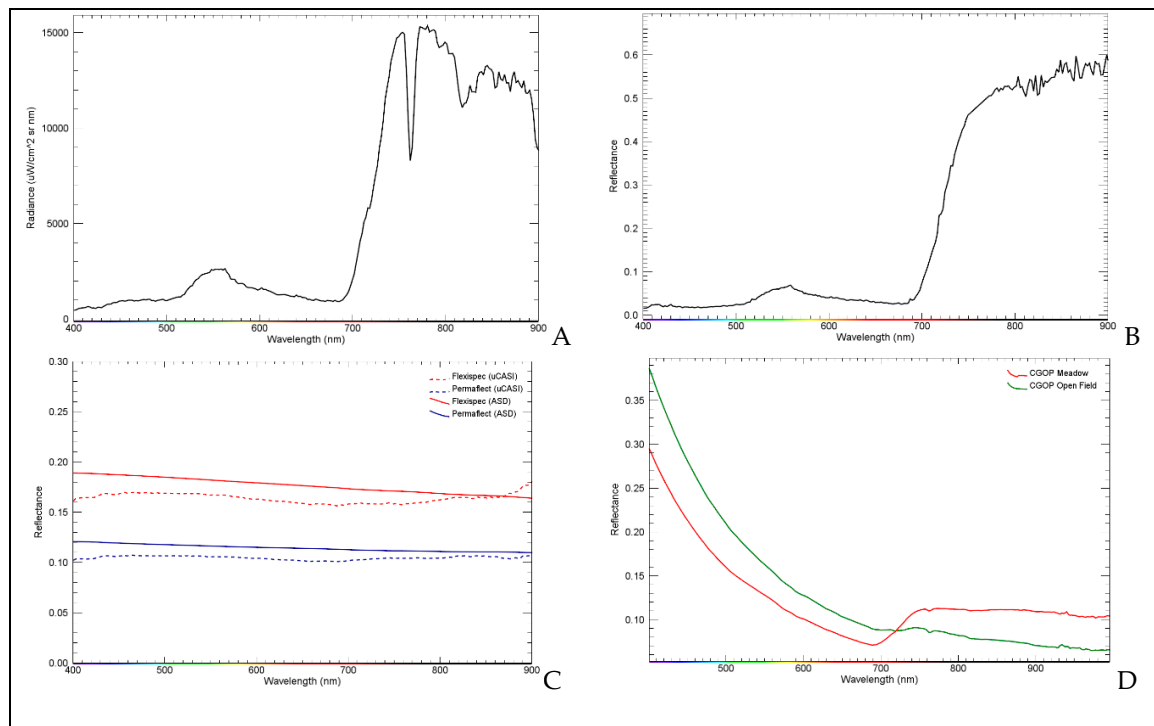 15000
10000
5000
0
Radiance (uW/cm^2 sr nm)
400 500 600 700 800 900
Wavelength (nm)
A
0.6
0.5
0.4
0.3
0.2
0.1
0.0
Reflectance
400 500 600 700 800 900
Wavelength (nm)
B
0.30
0.25
0.20
0.15
0.10
0.05
0.00
Reflectance
Flexispec (uCASI)
Permaflect (uCASI)
Flexispec (ASD)
Permaflect (ASD)
400 500 600 700 800 900
Wavelength (nm)
C
0.35
0.30
0.25
0.20
0.15
0.10
Reflectance
CGOP Meadow
CGOP Open Field
500 600 700 800 900
Wavelength (nm)
D